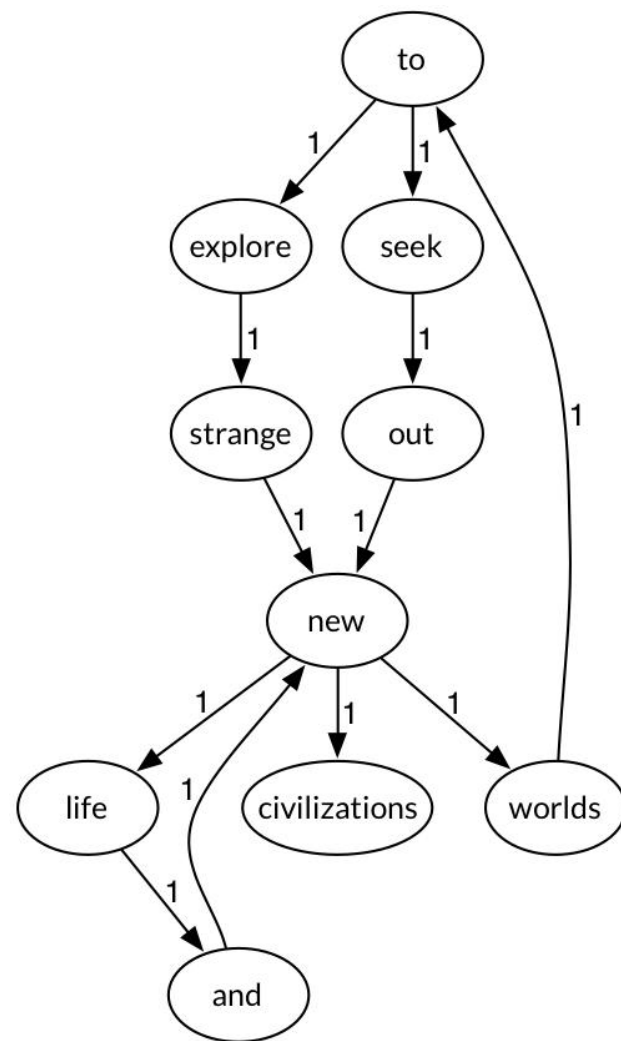 to
1 1
explore seek
1 1
strange out
1
1 1
new
1 1 1
1
life civilizations worlds
1
and